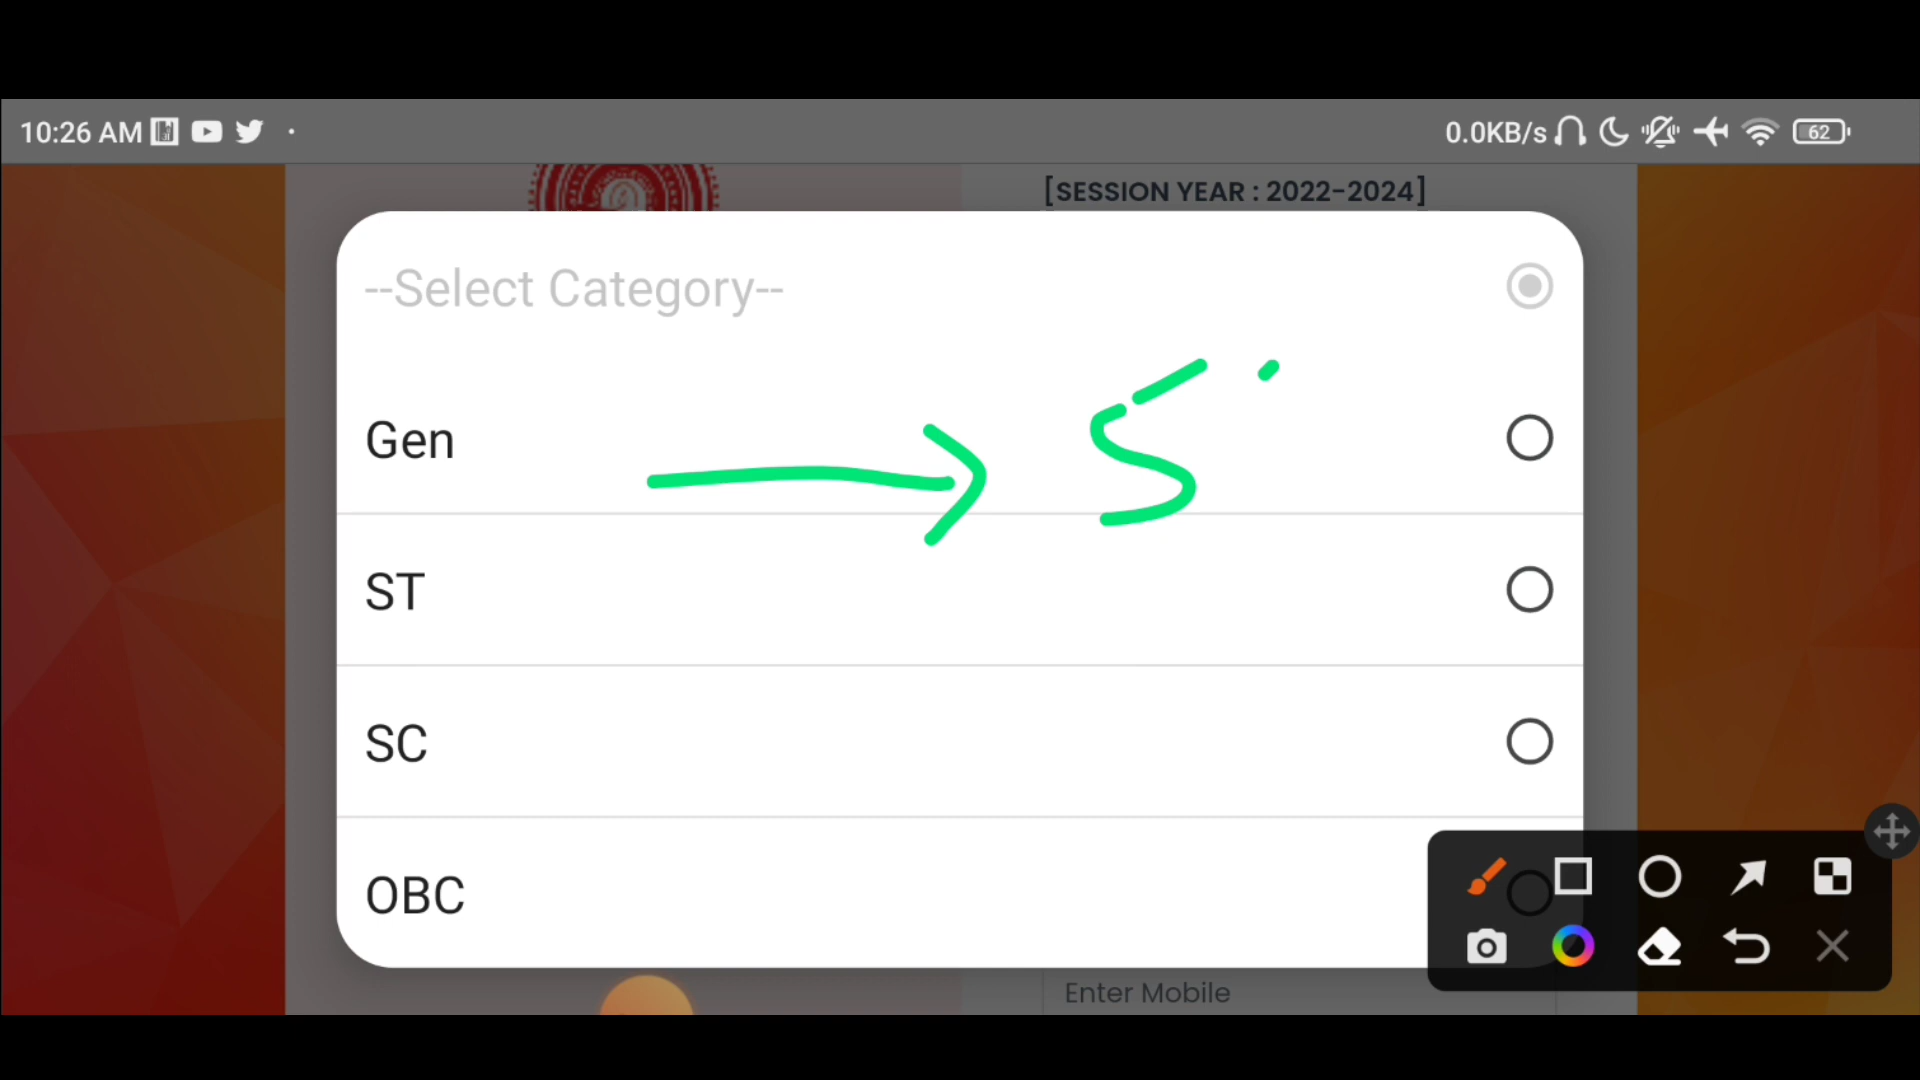 10:26 AM
0.0KB/s
62
[SESSION YEAR : 2022-2024]
--Select Category--
Gen
ST
SC
OBC
Enter Mobile